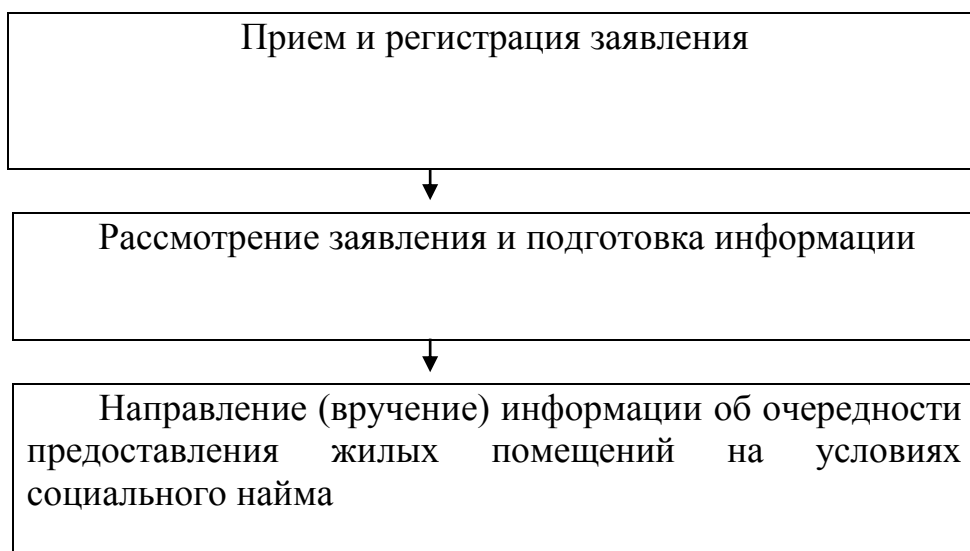 Прием и регистрация заявления
Рассмотрение заявления и подготовка информации
Направление (вручение) информации об очередности
предоставления жилых помещений на условиях
социального найма